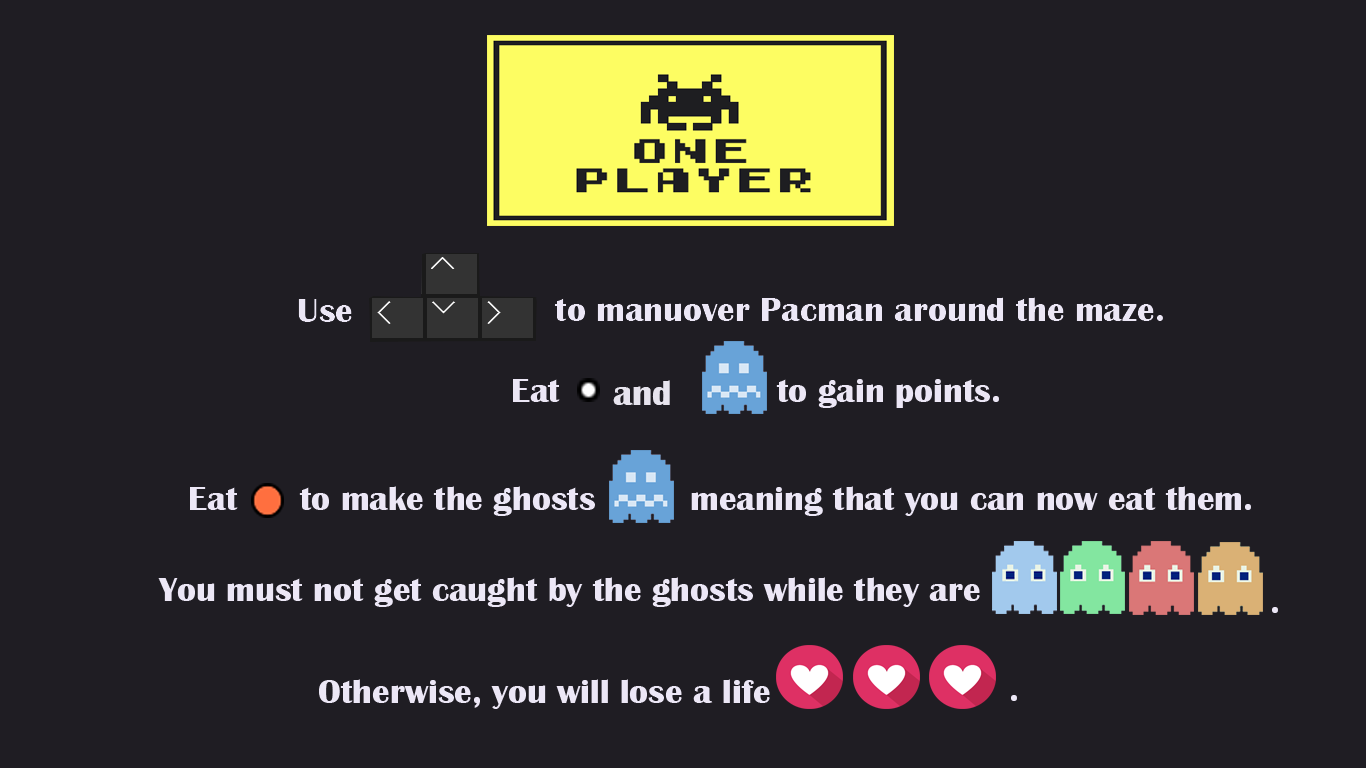 ONE
PLAYER
Use to manuover Pacman around the maze.
Eat and to gain points.
Eat to make the ghosts meaning that you can now eat them.
You must not get caught by the ghosts while they are .
Otherwise, you will lose a life .